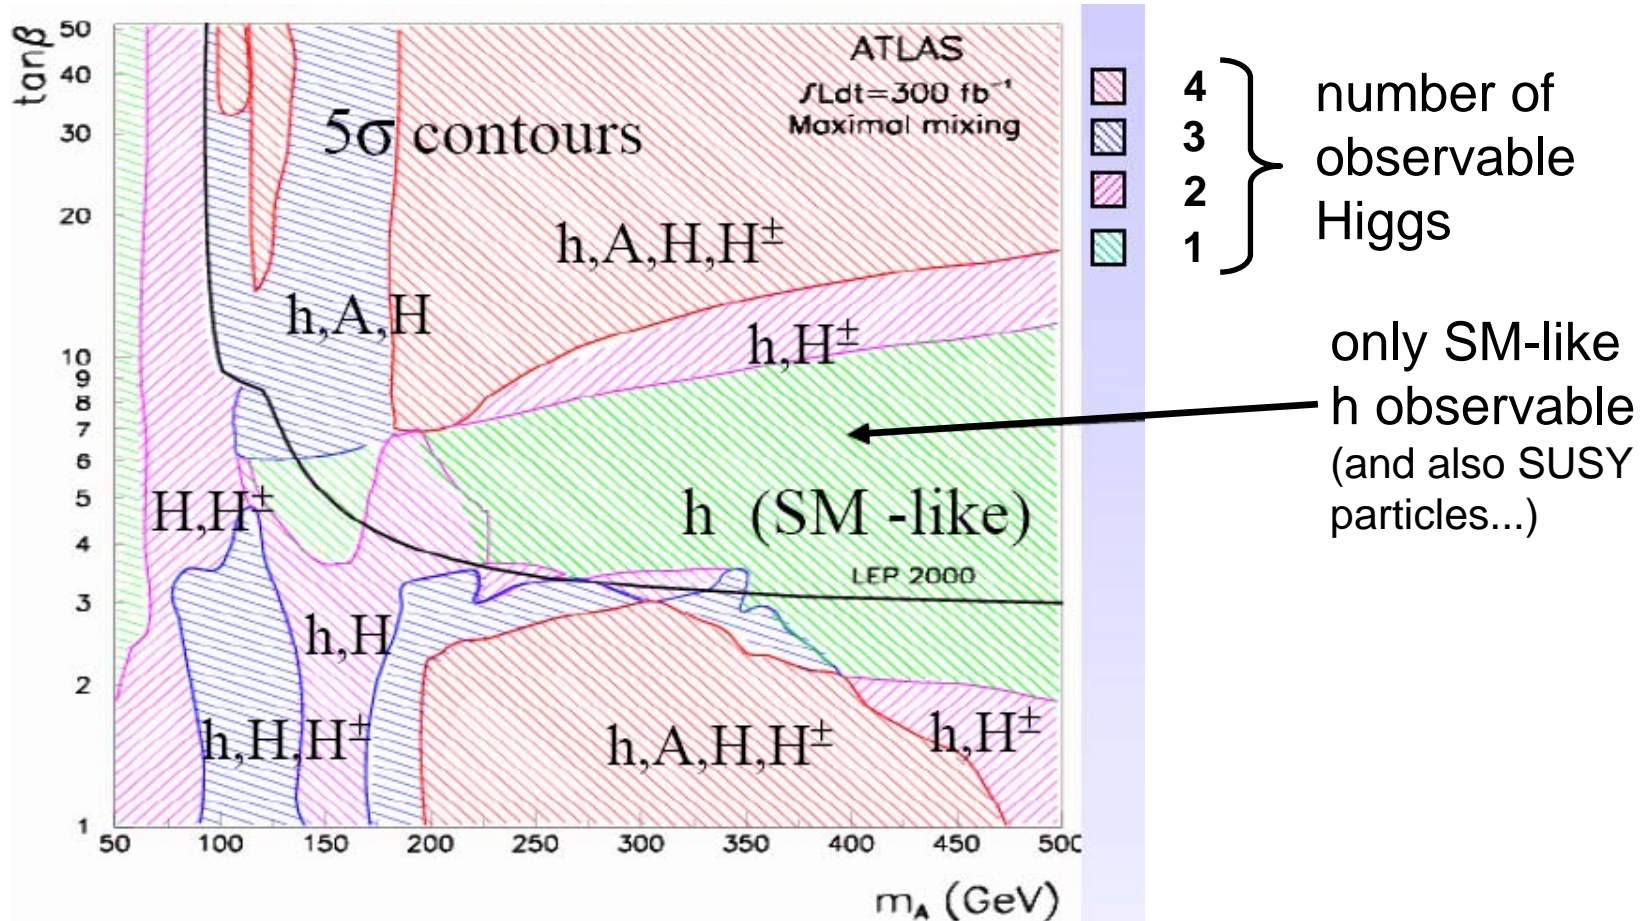 tanβ
50
40
30
20
10
9
8
7
6
5
4
3
2
1
50 100 150 200 250 300 350 400 450 500
m_A (GeV)
ATLAS
∫Ldt=300 fb⁻¹
Maximal mixing
5σ contours
h,A,H,H±
h,A,H
h,H±
H,H±
h (SM -like)
LEP 2000
h,H
h,H,H±
h,A,H,H±
h,H±
4
3
2
1
number of
observable
Higgs
only SM-like
h observable
(and also SUSY
particles...)